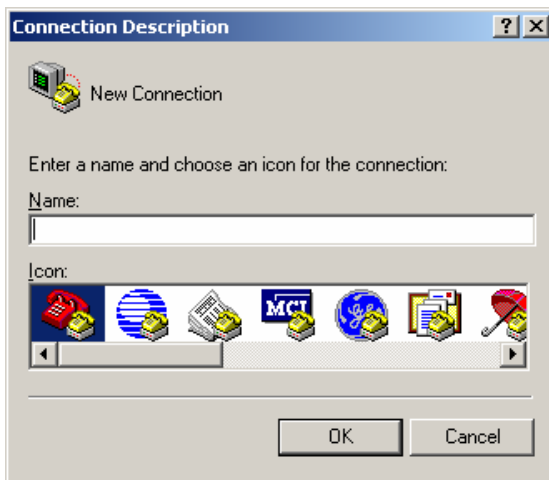 Connection Description
New Connection
Enter a name and choose an icon for the connection:
Name:
Icon:
MCI
OK Cancel